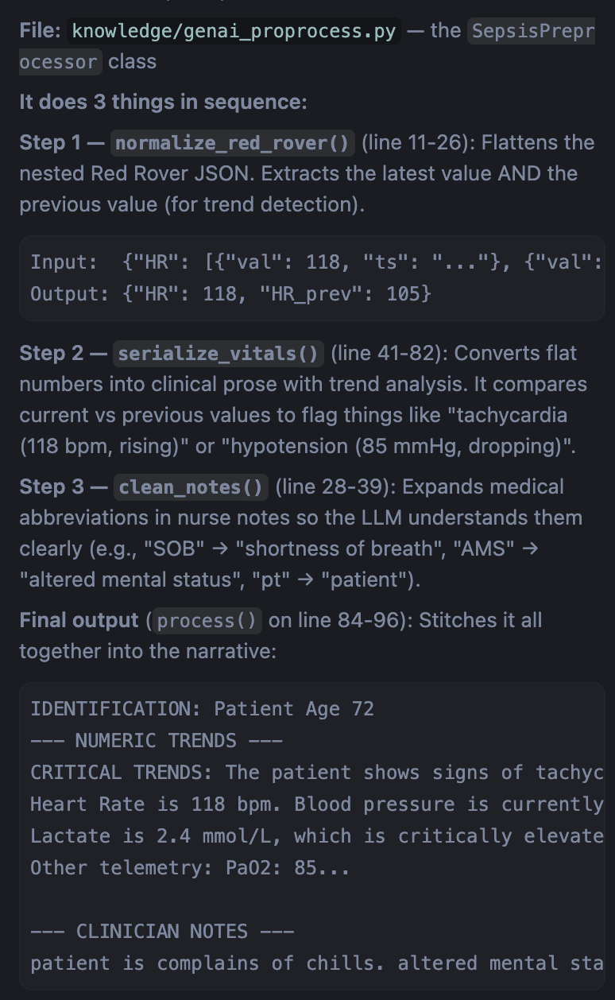 File: knowledge/genai_proprocess.py — the SepsisPrepr
ocessor class
It does 3 things in sequence:
Step 1 — normalize_red_rover() (line 11-26): Flattens the
nested Red Rover JSON. Extracts the latest value AND the
previous value (for trend detection).
Input:  {"HR": [{"val": 118, "ts": "..."}, {"val":
Output: {"HR": 118, "HR_prev": 105}
Step 2 — serialize_vitals() (line 41-82): Converts flat
numbers into clinical prose with trend analysis. It compares
current vs previous values to flag things like "tachycardia
(118 bpm, rising)" or "hypotension (85 mmHg, dropping)".
Step 3 — clean_notes() (line 28-39): Expands medical
abbreviations in nurse notes so the LLM understands them
clearly (e.g., "SOB" → "shortness of breath", "AMS" →
"altered mental status", "pt" → "patient").
Final output (process() on line 84-96): Stitches it all
together into the narrative:
IDENTIFICATION: Patient Age 72
--- NUMERIC TRENDS ---
CRITICAL TRENDS: The patient shows signs of tachyc
Heart Rate is 118 bpm. Blood pressure is currently
Lactate is 2.4 mmol/L, which is critically elevate
Other telemetry: PaO2: 85...
--- CLINICIAN NOTES ---
patient is complains of chills. altered mental sta